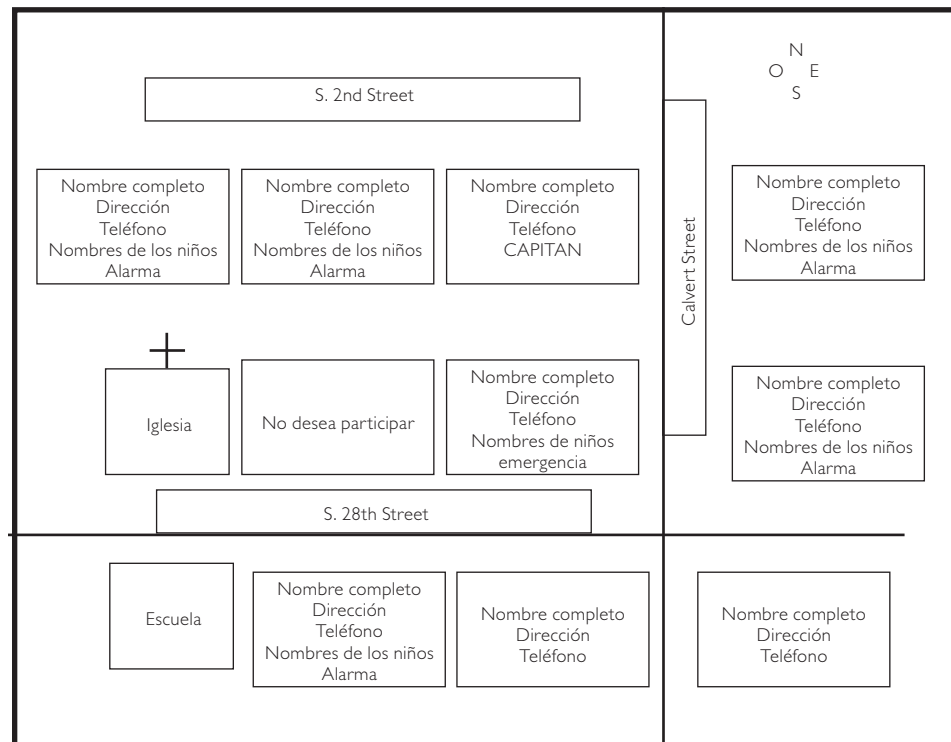 N
O E
S
S. 2nd Street
Nombre completo
Dirección
Teléfono
Nombres de los niños
Alarma
Nombre completo
Dirección
Teléfono
Nombres de los niños
Alarma
Nombre completo
Dirección
Teléfono
CAPITAN
Calvert Street
Nombre completo
Dirección
Teléfono
Nombres de los niños
Alarma
Iglesia
No desea participar
Nombre completo
Dirección
Teléfono
Nombres de niños
emergencia
Nombre completo
Dirección
Teléfono
Nombres de los niños
Alarma
S. 28th Street
Escuela
Nombre completo
Dirección
Teléfono
Nombres de los niños
Alarma
Nombre completo
Dirección
Teléfono
Nombre completo
Dirección
Teléfono